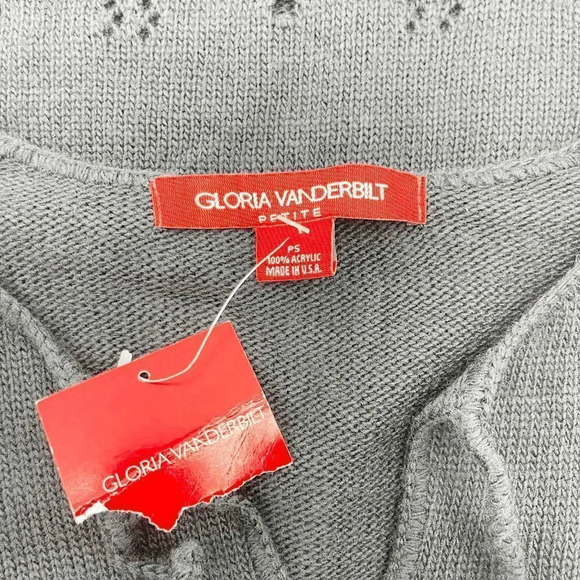 GLORIA VANDERBILT
PETITE
PS
100% ACRYLIC
MADE IN U.S.A.
GLORIA VANDERBILT